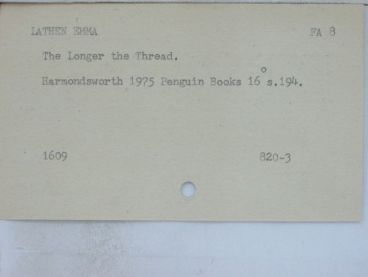 LATHEN EMMA FA 8
The Longer the Thread.
Harmondsworth 1975 Penguin Books 16° s.194.
1609 820-3